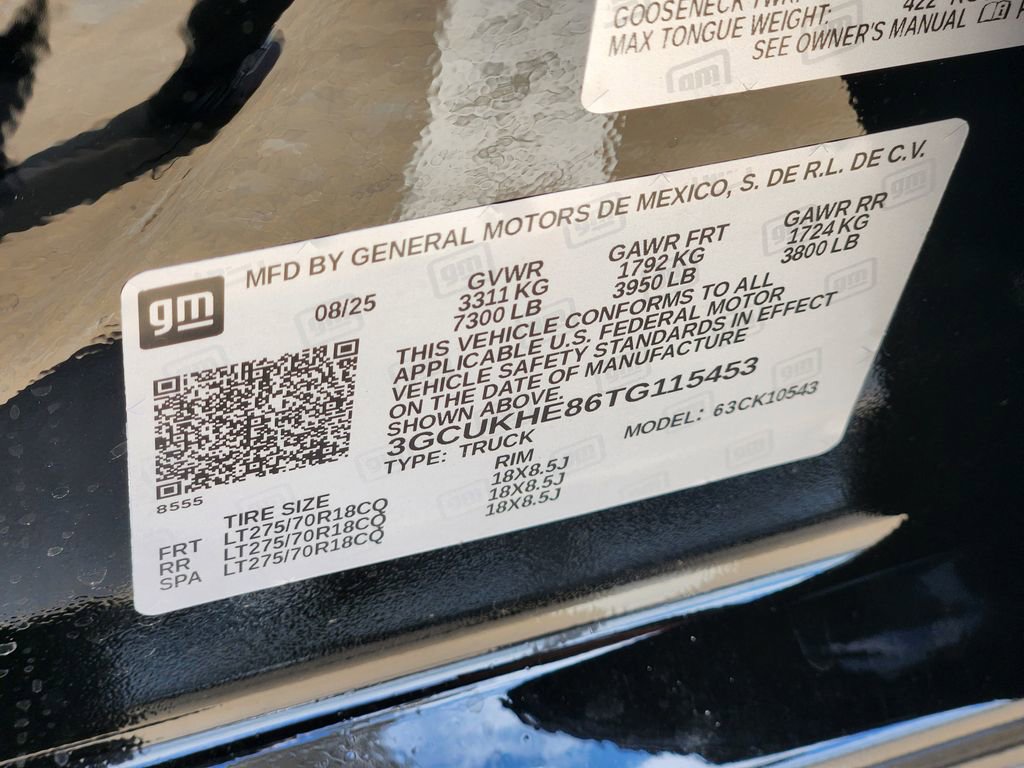 GOOSENECK
MAX TONGUE WEIGHT: 422
SEE OWNER'S MANUAL
gm
MFD BY GENERAL MOTORS DE MEXICO, S. DE R.L. DE C.V.
gm
08/25
GVWR
3311 KG
7300 LB
GAWR FRT
1792 KG
3950 LB
GAWR RR
1724 KG
3800 LB
THIS VEHICLE CONFORMS TO ALL
APPLICABLE U.S. FEDERAL MOTOR
VEHICLE SAFETY STANDARDS IN EFFECT
ON THE DATE OF MANUFACTURE
SHOWN ABOVE.
3GCUKHE86TG115453
TYPE: TRUCK
MODEL: 63CK10543
8555
TIRE SIZE RIM
FRT LT275/70R18CQ 18X8.5J
RR LT275/70R18CQ 18X8.5J
SPA LT275/70R18CQ 18X8.5J